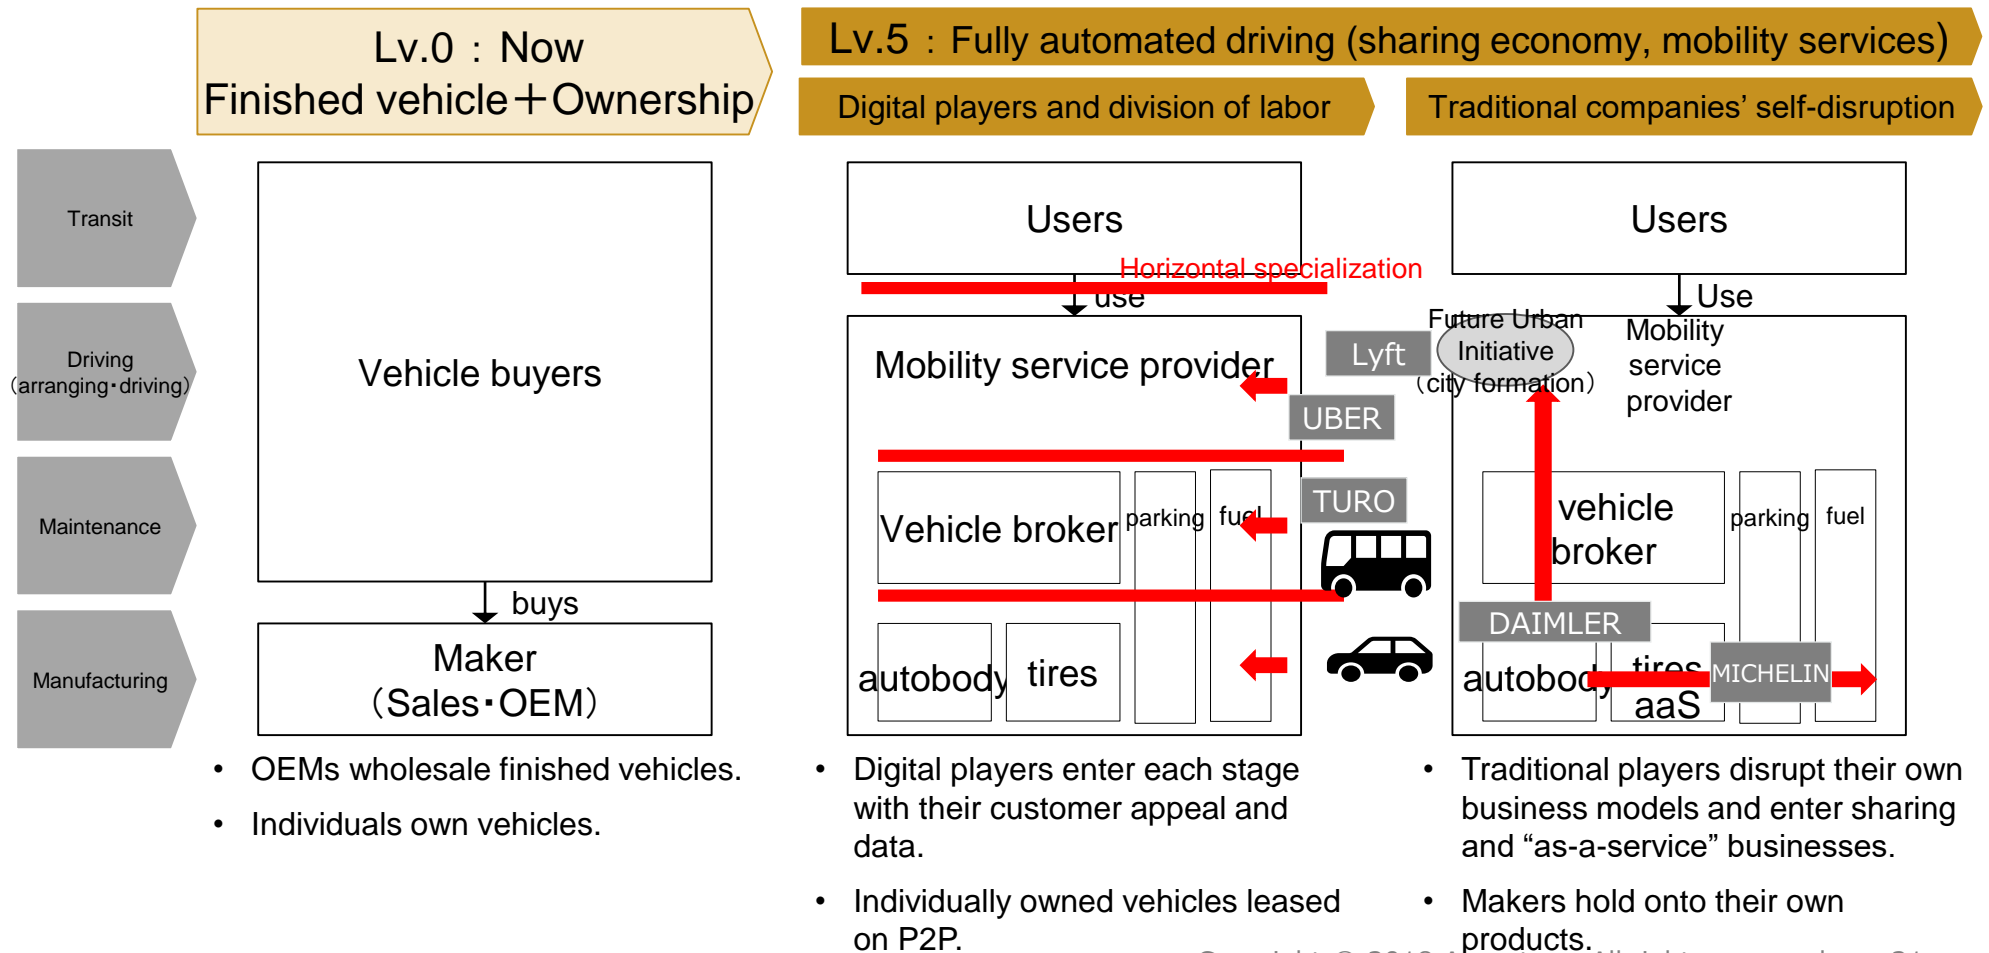 Lv.0：Now
Finished vehicle＋Ownership
Lv.5：Fully automated driving (sharing economy, mobility services)
Digital players and division of labor
Traditional companies’ self-disruption
Transit
Driving
（arranging・driving）
Maintenance
Manufacturing
Vehicle buyers
buys
Maker
（Sales・OEM）
• OEMs wholesale finished vehicles.
• Individuals own vehicles.
Users
Horizontal specialization
use
Mobility service provider
Lyft
UBER
Vehicle broker
parking
fuel
TURO
autobody
tires
• Digital players enter each stage
with their customer appeal and
data.
• Individually owned vehicles leased
on P2P.
Users
Use
Future Urban
Initiative
（city formation）
Mobility
service
provider
vehicle
broker
parking
fuel
DAIMLER
autobody
tires
aaS
MICHELIN
• Traditional players disrupt their own
business models and enter sharing
and “as-a-service” businesses.
• Makers hold onto their own
products.